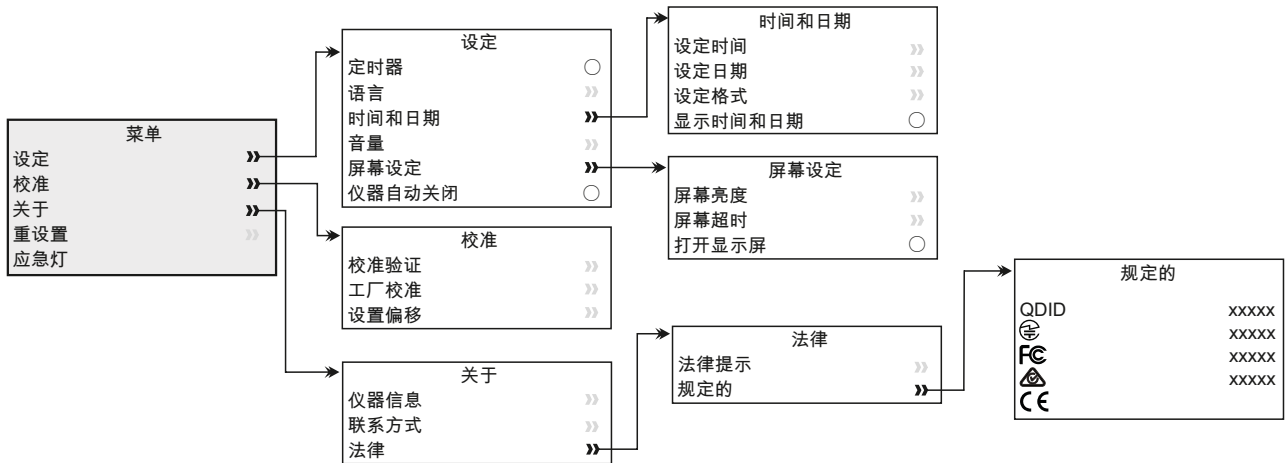 菜单
设定
校准
关于
重设置
应急灯
设定
定时器
语言
时间和日期
音量
屏幕设定
仪器自动关闭
校准
校准验证
工厂校准
设置偏移
关于
仪器信息
联系方式
法律
时间和日期
设定时间
设定日期
设定格式
显示时间和日期
屏幕设定
屏幕亮度
屏幕超时
打开显示屏
法律
法律提示
规定的
规定的
QDID xxxxx
xxxxx
FC xxxxx
xxxxx
CE